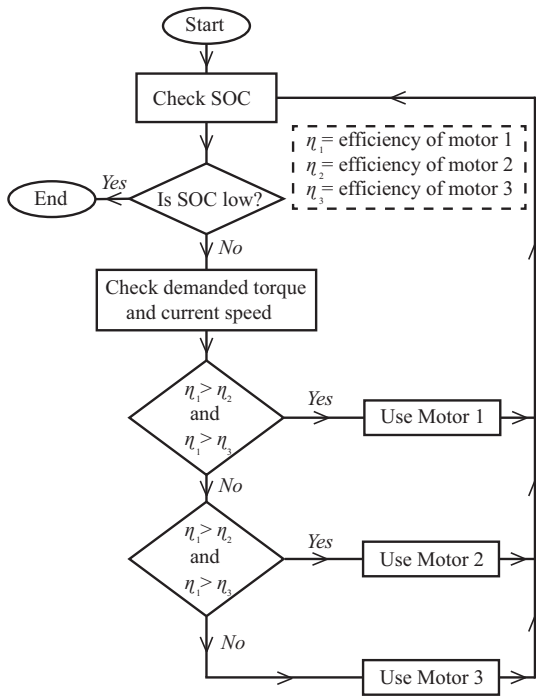 Start
Check SOC
η₁ = efficiency of motor 1
η₂ = efficiency of motor 2
η₃ = efficiency of motor 3
Yes
End
Is SOC low?
No
Check demanded torque
and current speed
η₁ > η₂
and
η₁ > η₃
Yes
Use Motor 1
No
η₁ > η₂
and
η₁ > η₃
Yes
Use Motor 2
No
Use Motor 3